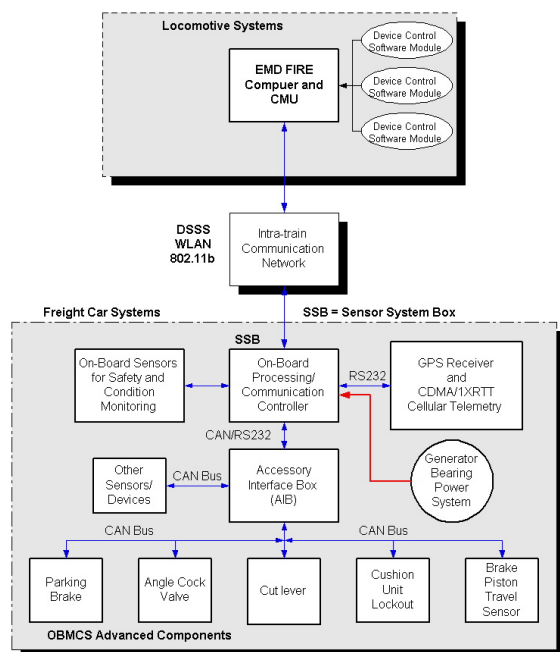 Locomotive Systems
Device Control
Software Module
EMD FIRE
Compuer and
CMU
Device Control
Software Module
Device Control
Software Module
DSSS
WLAN
802.11b
Intra-train
Communication
Network
Freight Car Systems
SSB = Sensor System Box
SSB
On-Board Sensors
for Safety and
Condition
Monitoring
On-Board
Processing/
Communication
Controller
RS232
GPS Receiver
and
CDMA/1XRTT
Cellular Telemetry
CAN/RS232
Other
Sensors/
Devices
CAN Bus
Accessory
Interface Box
(AIB)
Generator
Bearing
Power
System
CAN Bus
CAN Bus
Parking
Brake
Angle Cock
Valve
Cut lever
Cushion
Unit
Lockout
Brake
Piston
Travel
Sensor
OBMCS Advanced Components